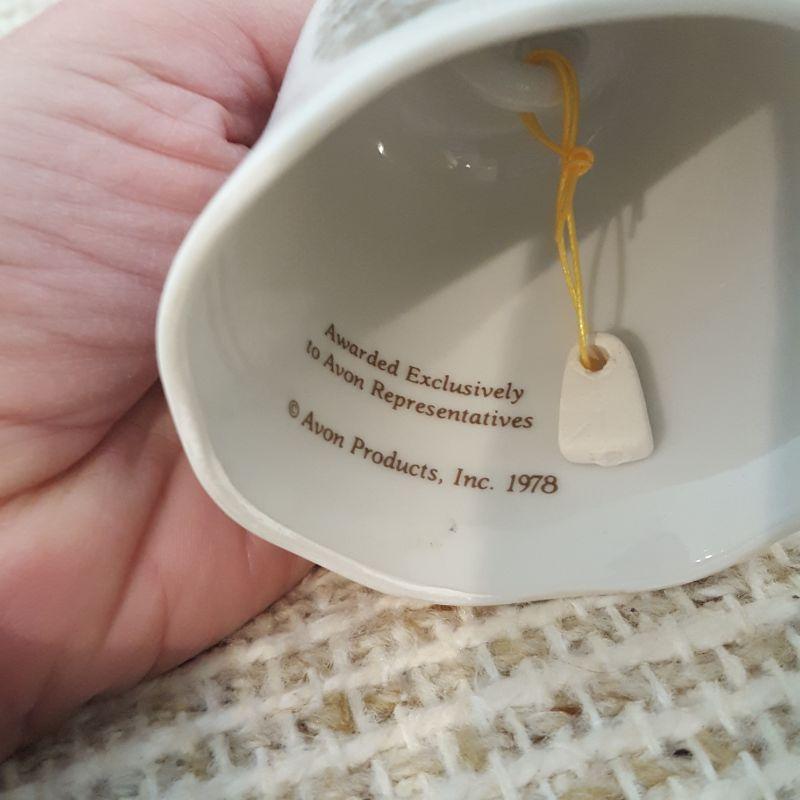 Awarded Exclusively
to Avon Representatives
© Avon Products, Inc. 1978